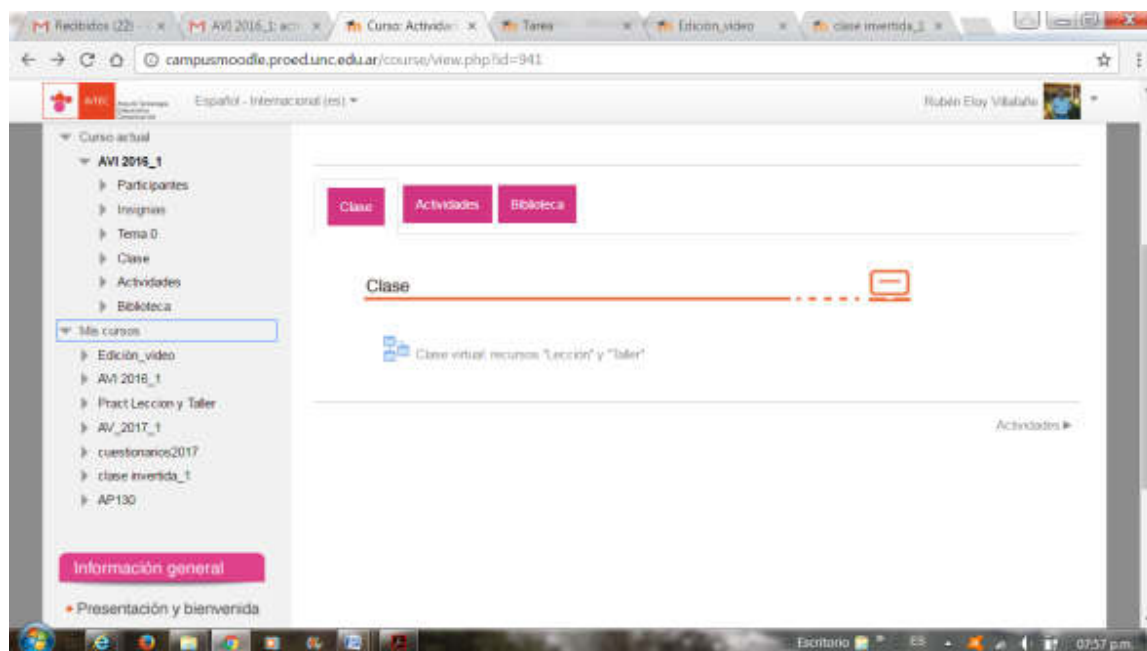 Recibidos (22)
AVI 2016_1: acti
Curso: Activida
Tarea
Edición_video
clase invertida_1
campusmoodle.proed.unc.edu.ar/course/view.php?id=941
Español - Internacional (es)
Rubén Eloy Villafañe
Curso actual
AVI 2016_1
Participantes
Insignias
Tema 0
Clase
Actividades
Biblioteca
Mis cursos
Edición_video
AVI 2016_1
Pract Leccion y Taller
AV_2017_1
cuestionarios2017
clase invertida_1
AP130
Información general
Presentación y bienvenida
Clase
Actividades
Biblioteca
Clase
Clase virtual: recursos "Lección" y "Taller"
Actividades
Escritorio
ES
07:57 p.m.